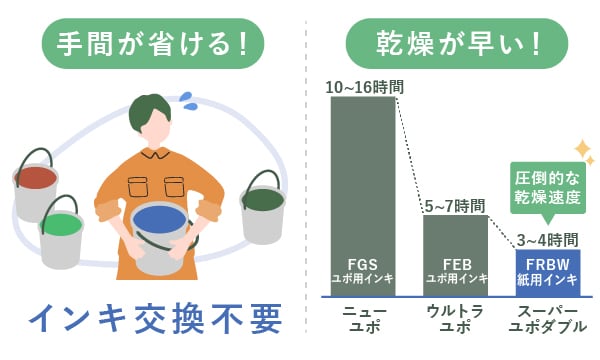 手間が省ける!
インキ交換不要
乾燥が早い!
10~16時間
5~7時間
圧倒的な
乾燥速度
3~4時間
FGS
ユポ用インキ
FEB
ユポ用インキ
FRBW
紙用インキ
ニュー
ユポ
ウルトラ
ユポ
スーパー
ユポダブル